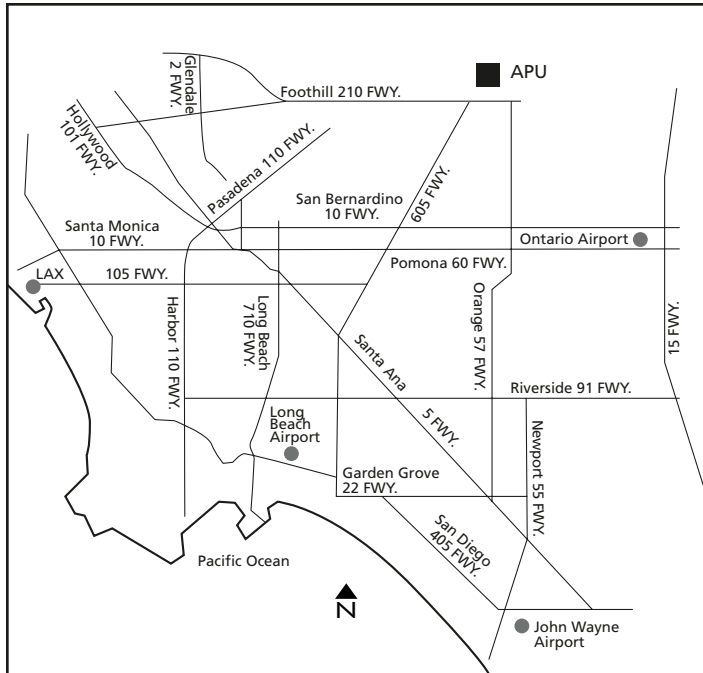 APU
Glendale
2 FWY.
Foothill 210 FWY.
Hollywood
101 FWY.
Pasadena 110 FWY.
San Bernardino
10 FWY.
605 FWY.
Santa Monica
10 FWY.
Ontario Airport
Pomona 60 FWY.
LAX
105 FWY.
Harbor 110 FWY.
Long Beach
710 FWY.
Orange 57 FWY.
15 FWY.
Santa Ana
5 FWY.
Riverside 91 FWY.
Long
Beach
Airport
Newport 55 FWY.
Garden Grove
22 FWY.
San Diego
405 FWY.
Pacific Ocean
N
John Wayne
Airport